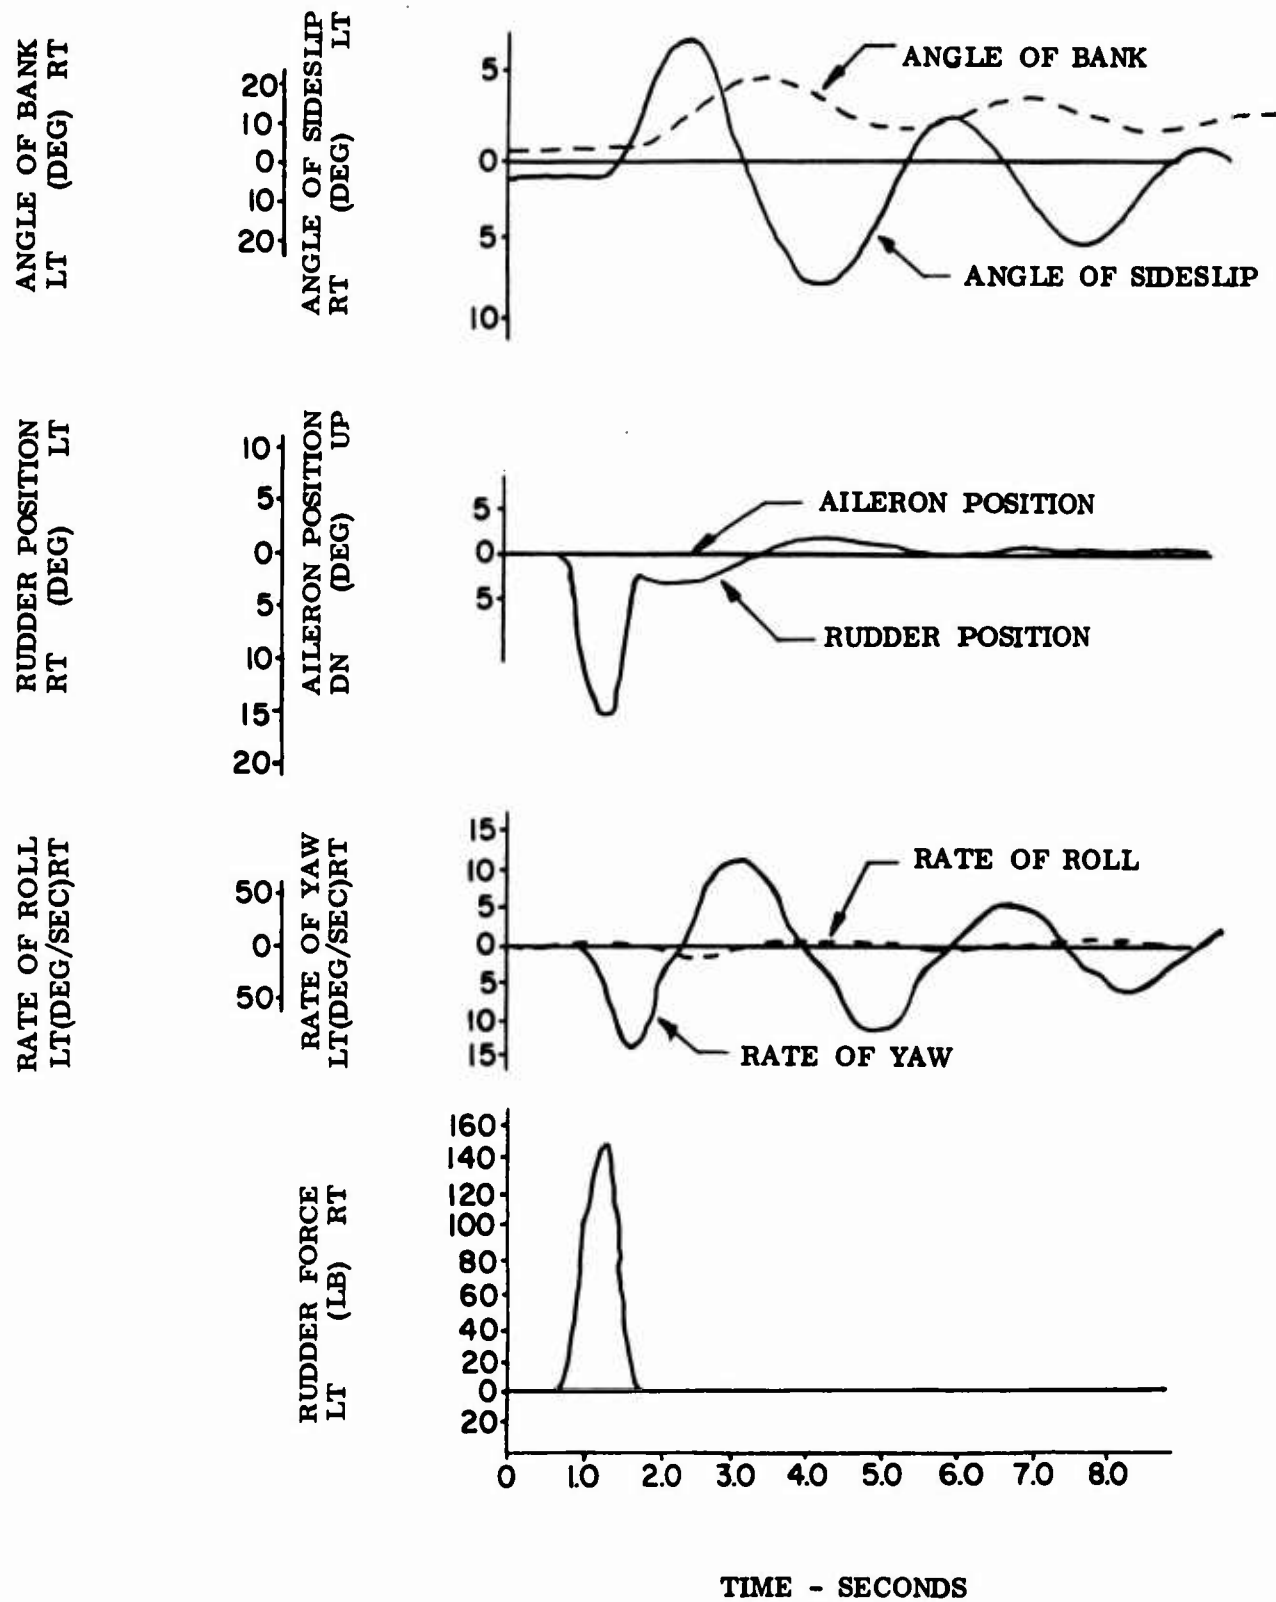 ANGLE OF BANK
LT (DEG) RT
20
10
0
10
20
ANGLE OF SIDESLIP
RT (DEG) LT
5
0
5
10
ANGLE OF BANK
ANGLE OF SIDESLIP
RUDDER POSITION
RT (DEG) LT
10
5
0
5
10
15
20
AILERON POSITION
DN (DEG) UP
5
0
5
AILERON POSITION
RUDDER POSITION
RATE OF ROLL
LT(DEG/SEC)RT
50
0
50
RATE OF YAW
LT(DEG/SEC)RT
15
10
5
0
5
10
15
RATE OF ROLL
RATE OF YAW
RUDDER FORCE
LT (LB) RT
160
140
120
100
80
60
40
20
0
20
0 1.0 2.0 3.0 4.0 5.0 6.0 7.0 8.0
TIME - SECONDS